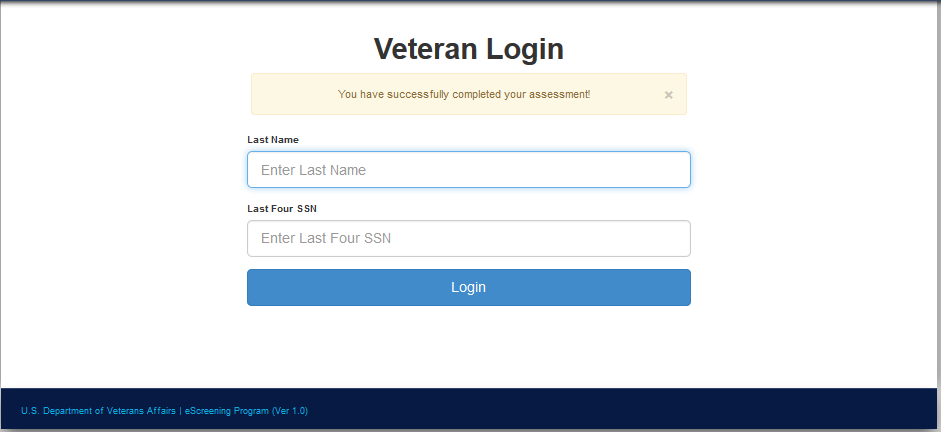 Veteran Login
You have successfully completed your assessment! ×
Last Name
Enter Last Name
Last Four SSN
Enter Last Four SSN
Login
U.S. Department of Veterans Affairs | eScreening Program (Ver 1.0)